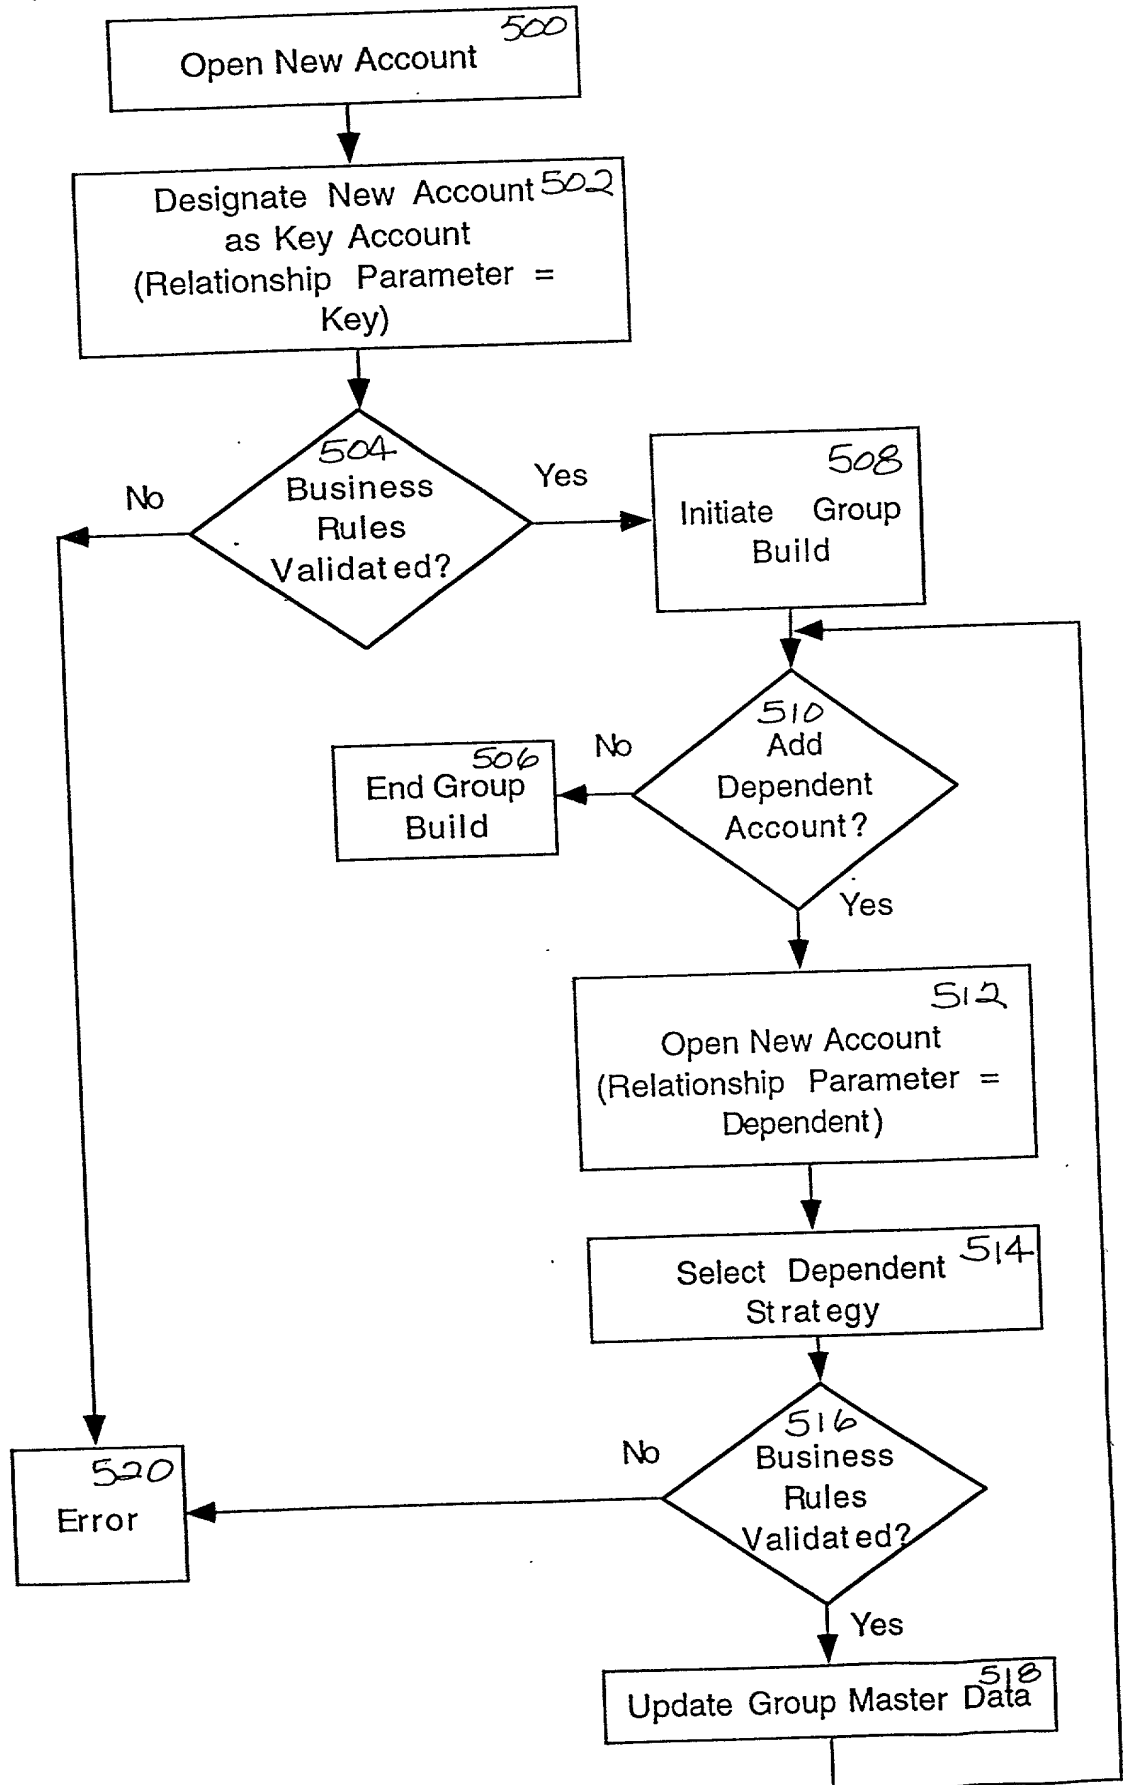 500
Open New Account
502
Designate New Account
as Key Account
(Relationship Parameter =
Key)
504
Business
Rules
Validated?
No
Yes
508
Initiate Group
Build
510
Add
Dependent
Account?
No
506
End Group
Build
Yes
512
Open New Account
(Relationship Parameter =
Dependent)
514
Select Dependent
Strategy
516
Business
Rules
Validated?
No
520
Error
Yes
518
Update Group Master Data